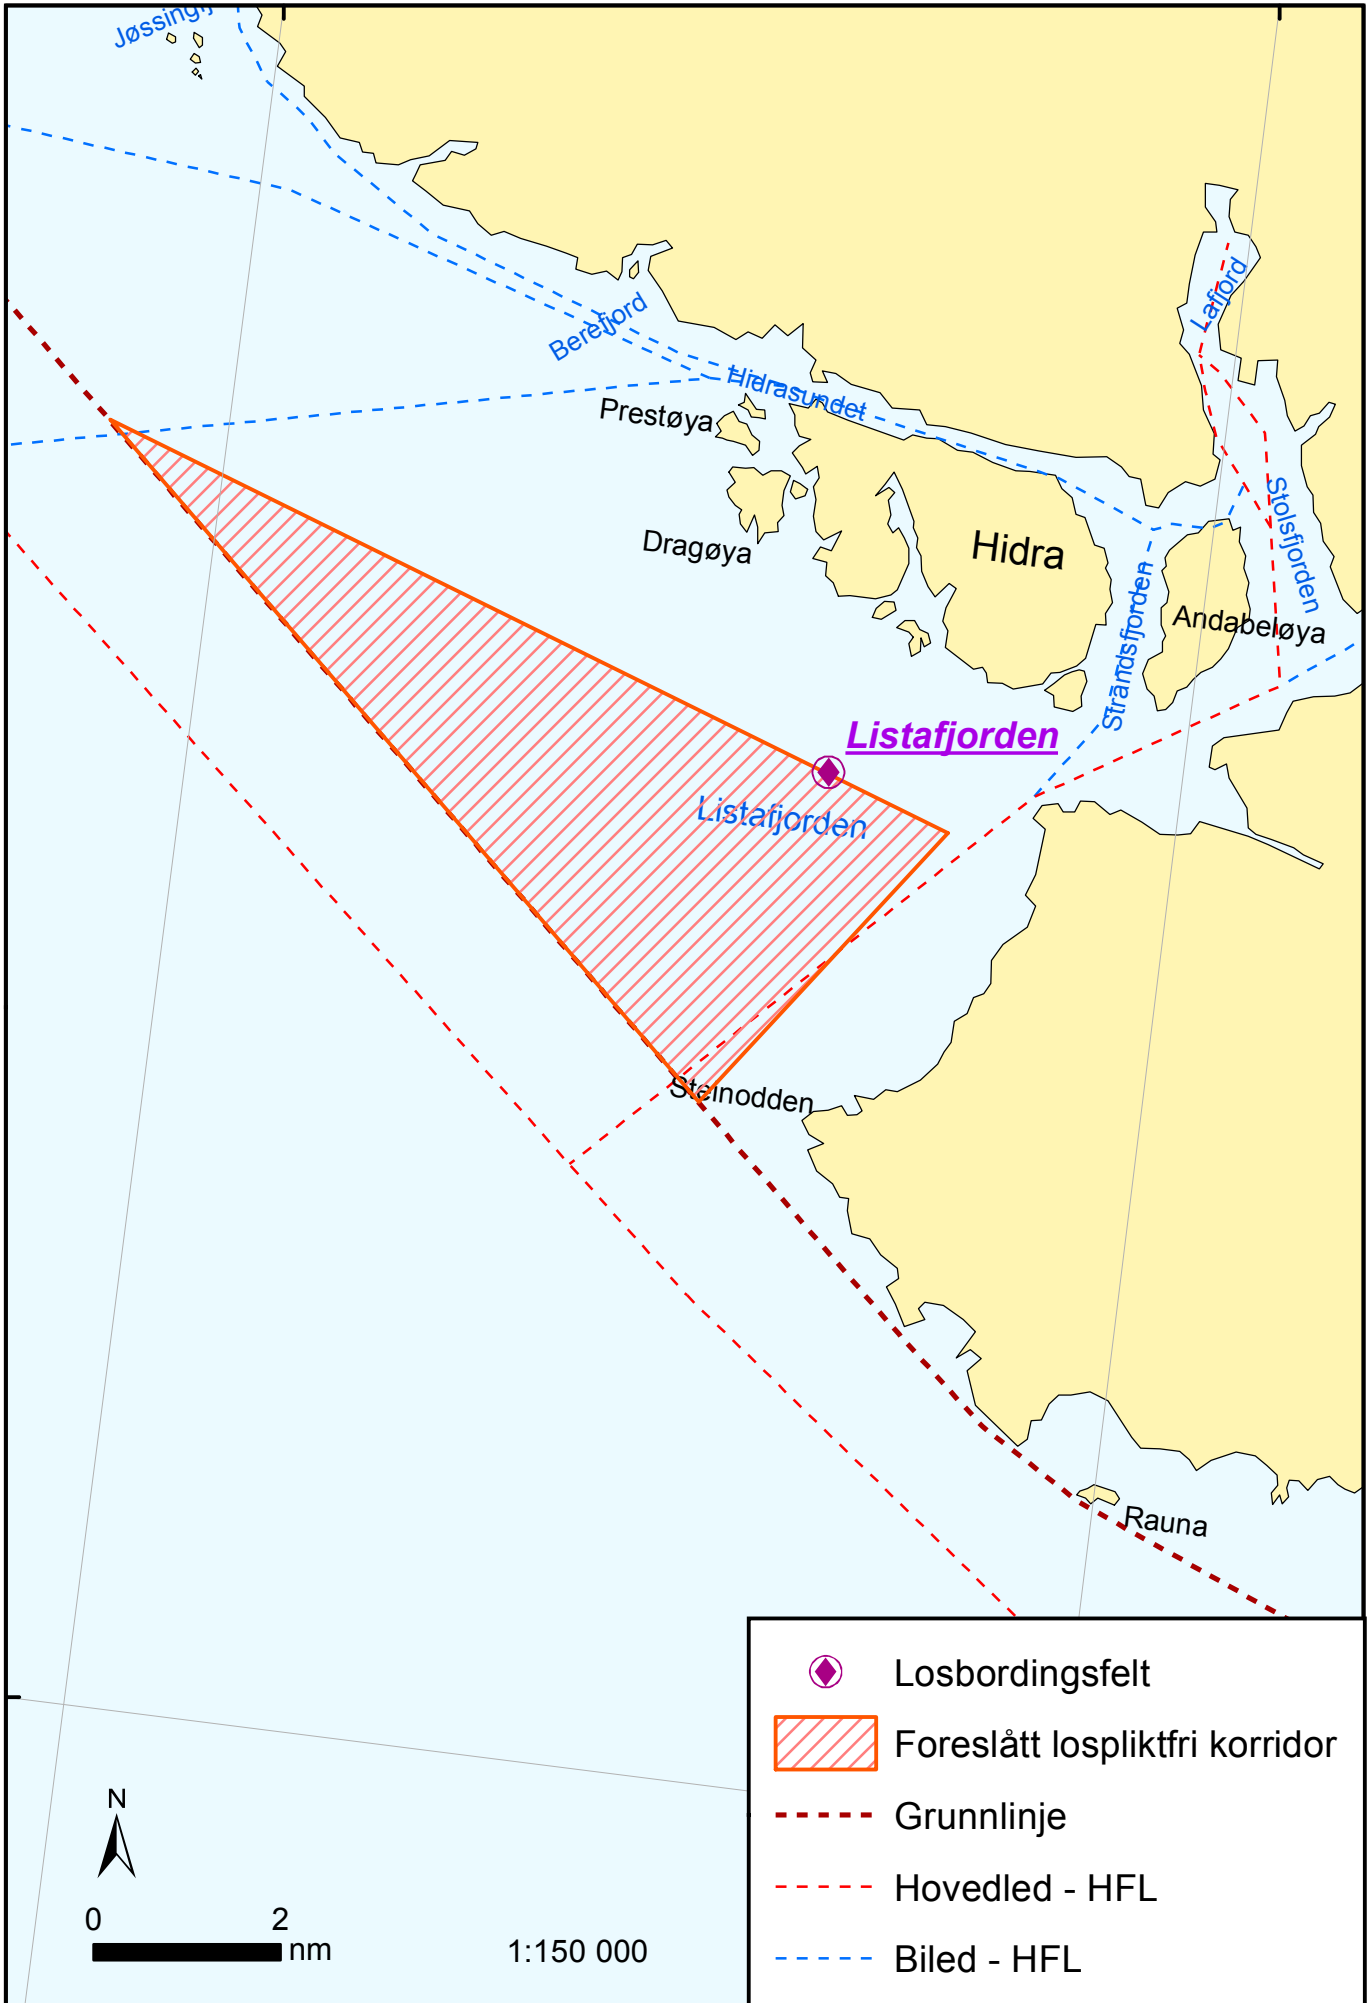 Jøssingfj
Lafjord
Berefjord
Hidrasundet
Prestøya
Stolsfjorden
Dragøya
Hidra
Strandsfjorden
Andabeløya
Listafjorden
Listafjorden
Steinodden
Rauna
Losbordingsfelt
Foreslått lospliktfri korridor
Grunnlinje
Hovedled - HFL
Biled - HFL
N
0 2 nm
1:150 000